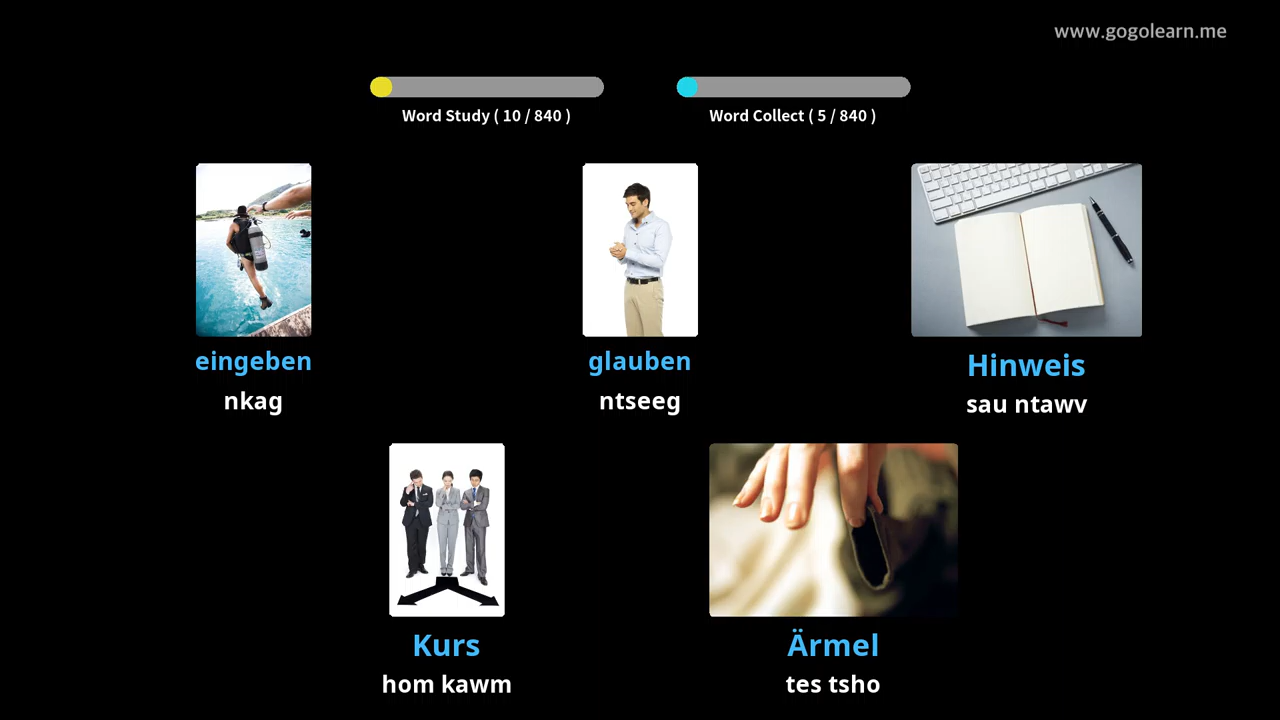 www.gogolearn.me
Word Study ( 10 / 840 )
Word Collect ( 5 / 840 )
eingeben
nkag
glauben
ntseeg
Hinweis
sau ntawv
Kurs
hom kawm
Ärmel
tes tsho